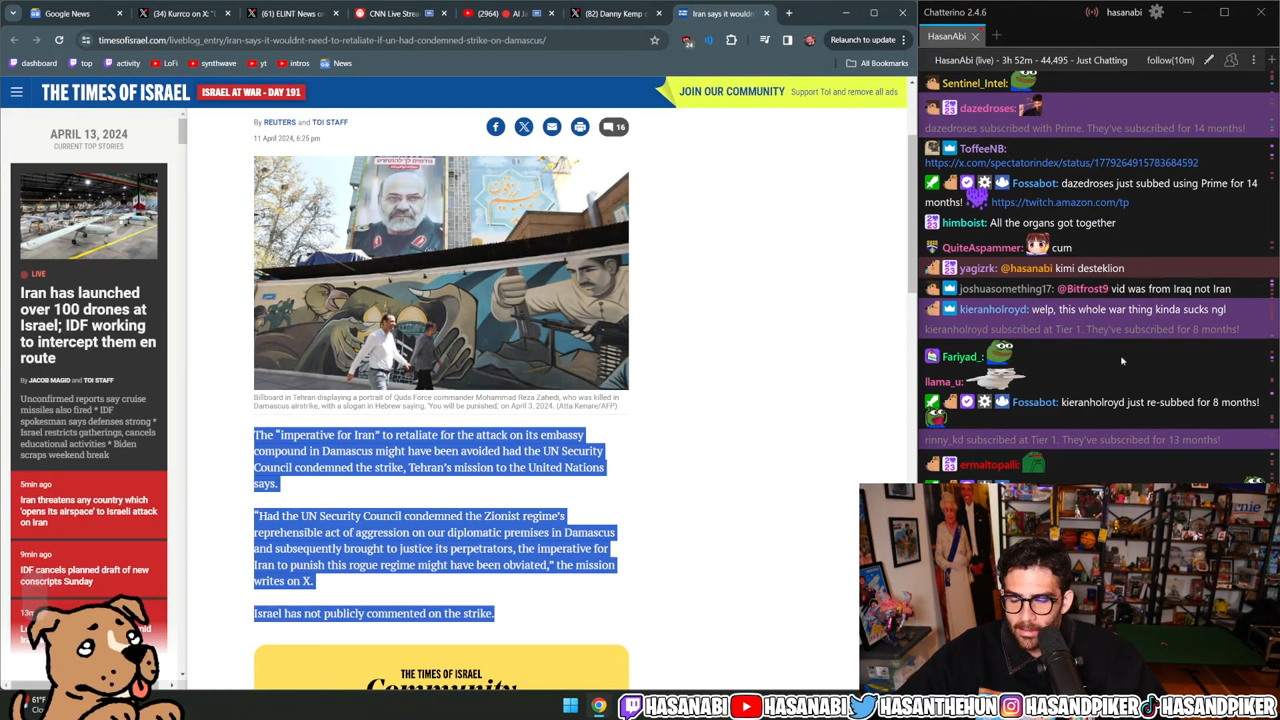 Google News
(34) Kurrco on X: "
(61) ELINT News o
CNN Live Stre
(2964)
(82) Danny Kemp o
Iran says it wouldn
timesofisrael.com/liveblog_entry/iran-says-it-wouldnt-need-to-retaliate-if-un-had-condemned-strike-on-damascus/
24
Relaunch to update
dashboard
top
activity
LoFi
synthwave
yt
intros
News
All Bookmarks
THE TIMES OF ISRAEL
ISRAEL AT WAR - DAY 191
JOIN OUR COMMUNITY
Support ToI and remove all ads
APRIL 13, 2024
CURRENT TOP STORIES
LIVE
Iran has launched
over 100 drones at
Israel; IDF working
to intercept them en
route
By JACOB MAGID and TOI STAFF
Unconfirmed reports say cruise
missiles also fired * IDF
spokesman says defenses strong *
Israel restricts gatherings, cancels
educational activities * Biden
scraps weekend break
5min ago
Iran threatens any country which
'opens its airspace' to Israeli attack
on Iran
9min ago
IDF cancels planned draft of new
conscripts Sunday
61°F
By REUTERS and TOI STAFF
11 April 2024, 6:25 pm
16
Billboard in Tehran displaying a portrait of Quds Force commander Mohammad Reza Zahedi, who was killed in
Damascus airstrike, with a slogan in Hebrew saying, 'You will be punished,' on April 3, 2024. (Atta Kenare/AFP)
The “imperative for Iran” to retaliate for the attack on its embassy
compound in Damascus might have been avoided had the UN Security
Council condemned the strike, Tehran’s mission to the United Nations
says.
“Had the UN Security Council condemned the Zionist regime’s
reprehensible act of aggression on our diplomatic premises in Damascus
and subsequently brought to justice its perpetrators, the imperative for
Iran to punish this rogue regime might have been obviated,” the mission
writes on X.
Israel has not publicly commented on the strike.
THE TIMES OF ISRAEL
Community
Chatterino 2.4.6
hasanabi
HasanAbi
HasanAbi (live) - 3h 52m - 44,495 - Just Chatting
follow(10m)
Sentinel_Intel:
dazedroses:
dazedroses subscribed with Prime. They've subscribed for 14 months!
ToffeeNB:
https://x.com/spectatorindex/status/1779264915783684592
Fossabot: dazedroses just subbed using Prime for 14
months! https://twitch.amazon.com/tp
himboist: All the organs got together
QuiteAspammer: cum
yagizrk: @hasanabi kimi desteklion
joshuasomething17: @Bitfrost9 vid was from Iraq not Iran
kieranholroyd: welp, this whole war thing kinda sucks ngl
kieranholroyd subscribed at Tier 1. They've subscribed for 8 months!
Fariyad_:
llama_u:
Fossabot: kieranholroyd just re-subbed for 8 months!
rinny_kd subscribed at Tier 1. They've subscribed for 13 months!
ermaltopalli:
HASANABI
HASANABI
HASANTHEHUN
HASANDPIKER
HASANDPIKER